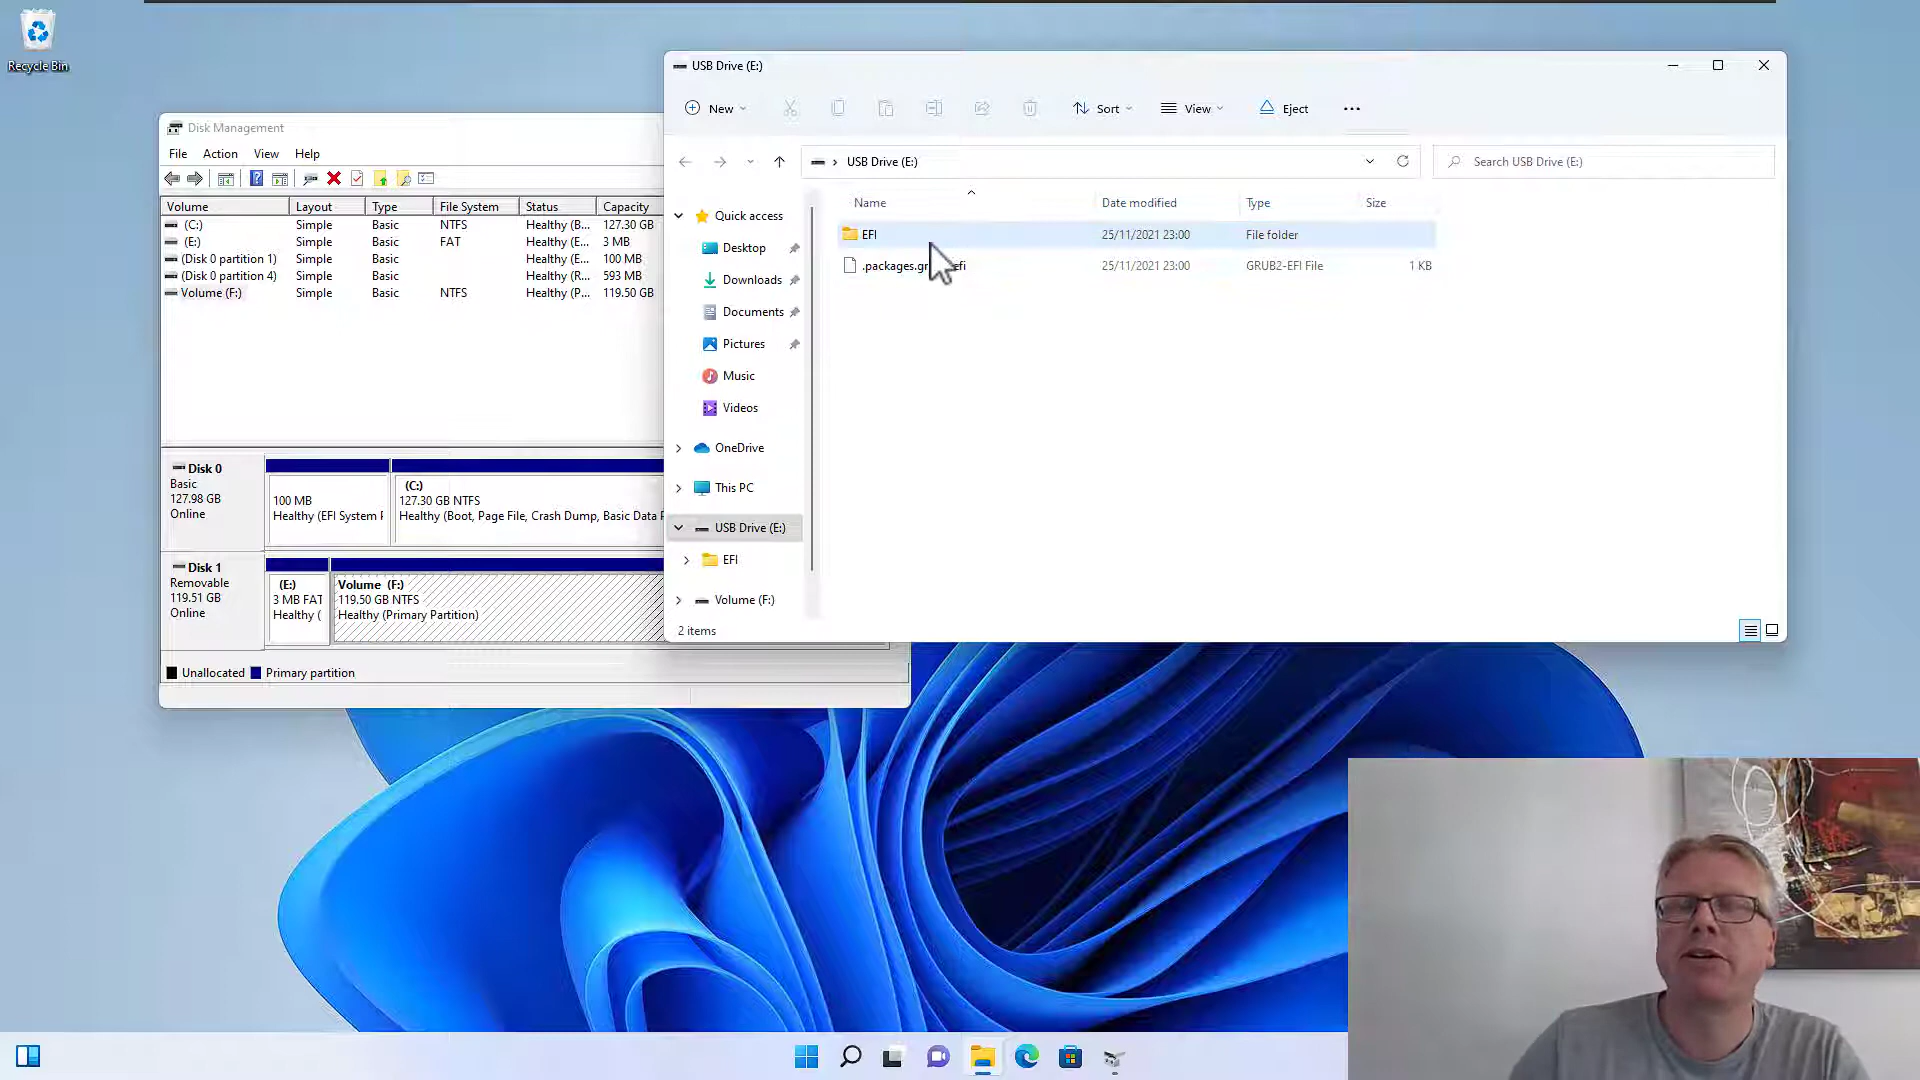 Recycle Bin
Disk Management
File Action View Help
Volume Layout Type File System Status Capacity
(C:) Simple Basic NTFS Healthy (B... 127.30 GB
(E:) Simple Basic FAT Healthy (E... 3 MB
(Disk 0 partition 1) Simple Basic Healthy (E... 100 MB
(Disk 0 partition 4) Simple Basic Healthy (R... 593 MB
Volume (F:) Simple Basic NTFS Healthy (P... 119.50 GB
Disk 0
Basic
127.98 GB
Online
100 MB
Healthy (EFI System
(C:)
127.30 GB NTFS
Healthy (Boot, Page File, Crash Dump, Basic Data
Disk 1
Removable
119.51 GB
Online
(E:)
3 MB FAT
Healthy (
Volume (F:)
119.50 GB NTFS
Healthy (Primary Partition)
Unallocated Primary partition
USB Drive (E:)
New Sort View Eject
USB Drive (E:) Search USB Drive (E:)
Name Date modified Type Size
EFI 25/11/2021 23:00 File folder
25/11/2021 23:00 GRUB2-EFI File 1 KB
Quick access
Desktop
Downloads
Documents
Pictures
Music
Videos
OneDrive
This PC
USB Drive (E:)
EFI
Volume (F:)
2 items